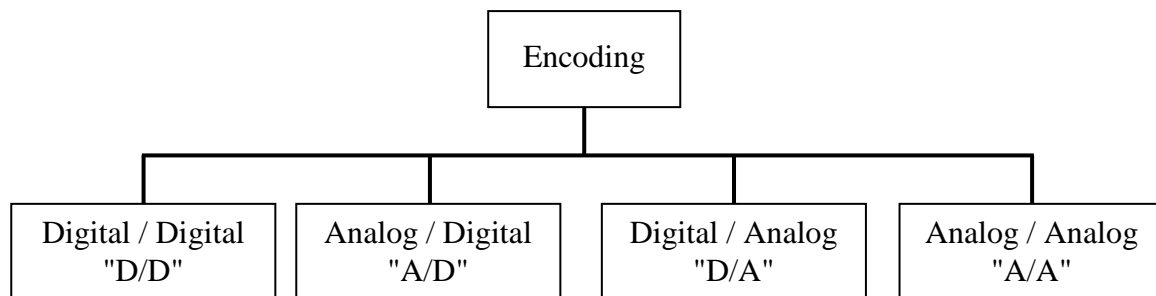 Encoding
Digital / Digital
"D/D"
Analog / Digital
"A/D"
Digital / Analog
"D/A"
Analog / Analog
"A/A"